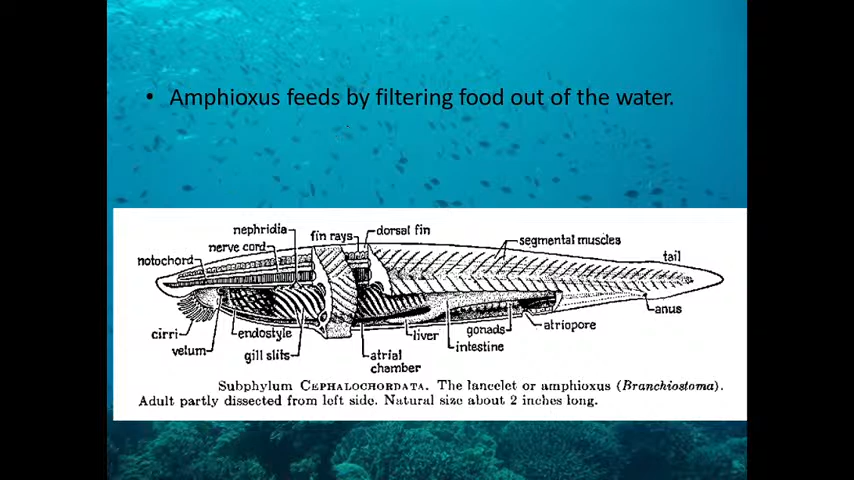 • Amphioxus feeds by filtering food out of the water.
nephridia
fin rays
dorsal fin
nerve cord
segmental muscles
notochord
tail
cirri
endostyle
velum
gill slits
atrial
chamber
liver
intestine
gonads
atriopore
anus
Subphylum CEPHALOCHORDATA. The lancelet or amphioxus (Branchiostoma).
Adult partly dissected from left side. Natural size about 2 inches long.